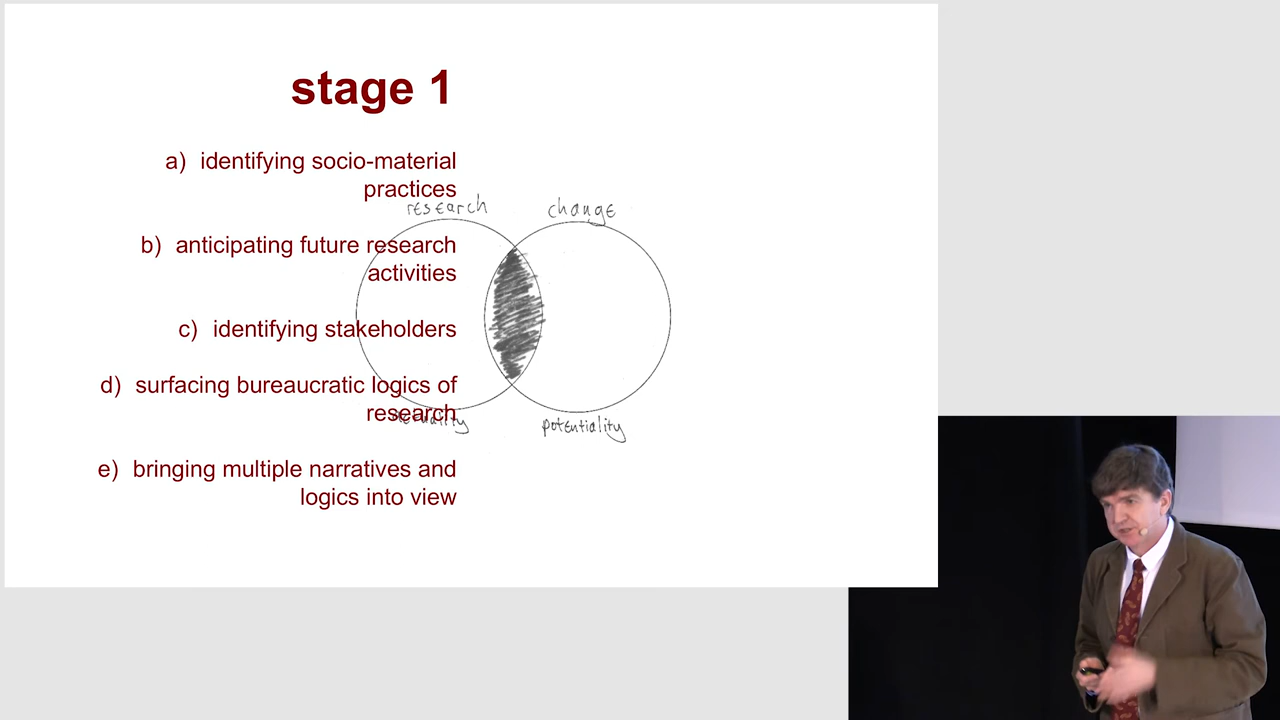 stage 1
a) identifying socio-material
practices
research
change
b) anticipating future research
activities
c) identifying stakeholders
d) surfacing bureaucratic logics of
research
potentiality
e) bringing multiple narratives and
logics into view